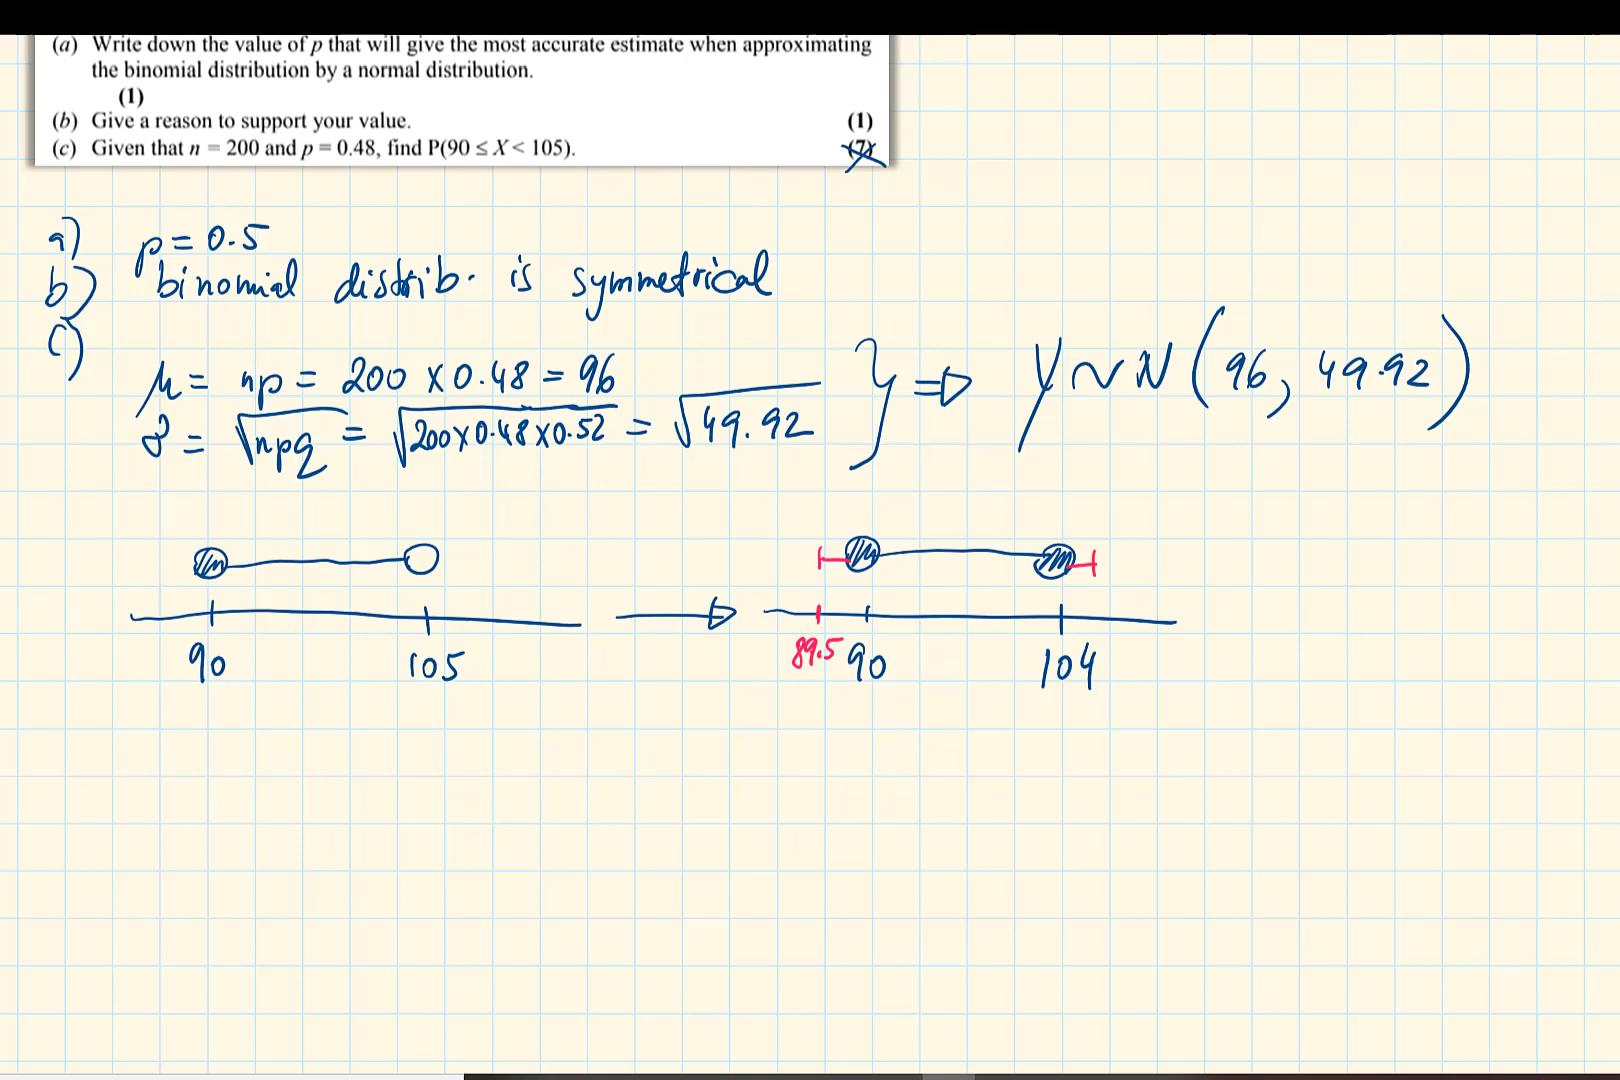 (a) Write down the value of p that will give the most accurate estimate when approximating
the binomial distribution by a normal distribution.
(1)
(b) Give a reason to support your value. (1)
(c) Given that n = 200 and p = 0.48, find P(90 ≤ X < 105). (7)
a) p = 0.5
b) binomial distrib. is symmetrical
c)
μ = np = 200 × 0.48 = 96
σ = √npq = √200×0.48×0.52 = √49.92 } ⇒ Y ~ N (96, 49.92)
90 105 89.5 90 104